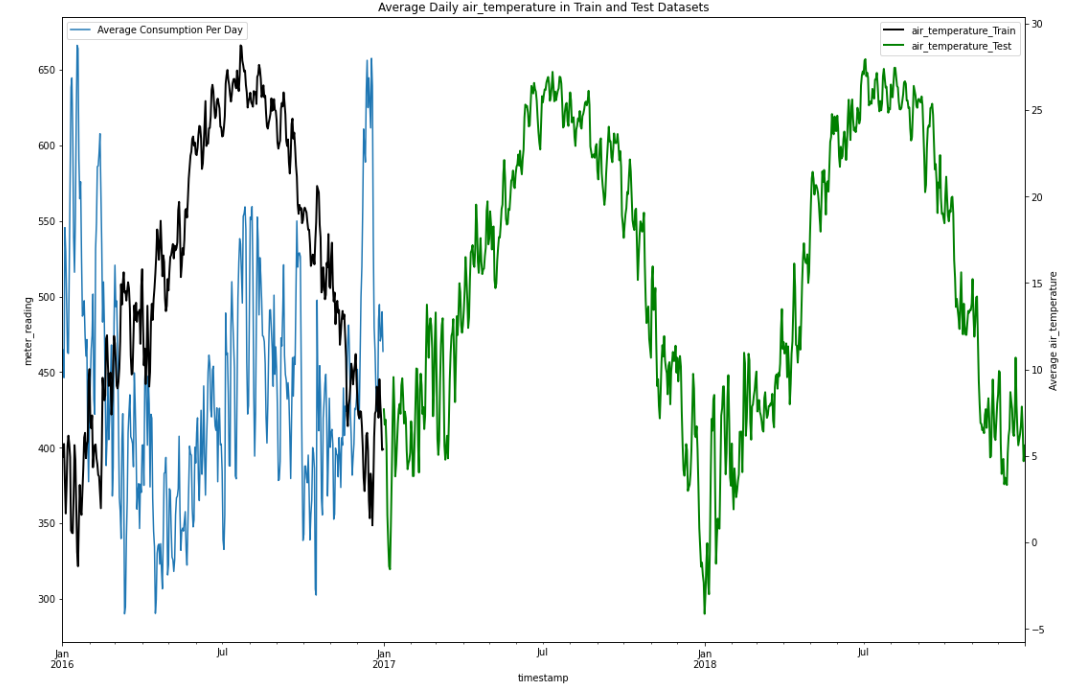 Average Daily air_temperature in Train and Test Datasets
Average Consumption Per Day
air_temperature_Train
air_temperature_Test
650
600
550
500
450
400
350
300
meter_reading
30
25
20
15
10
5
0
−5
Average air_temperature
Jan
2016
Jul
Jan
2017
Jul
Jan
2018
Jul
timestamp